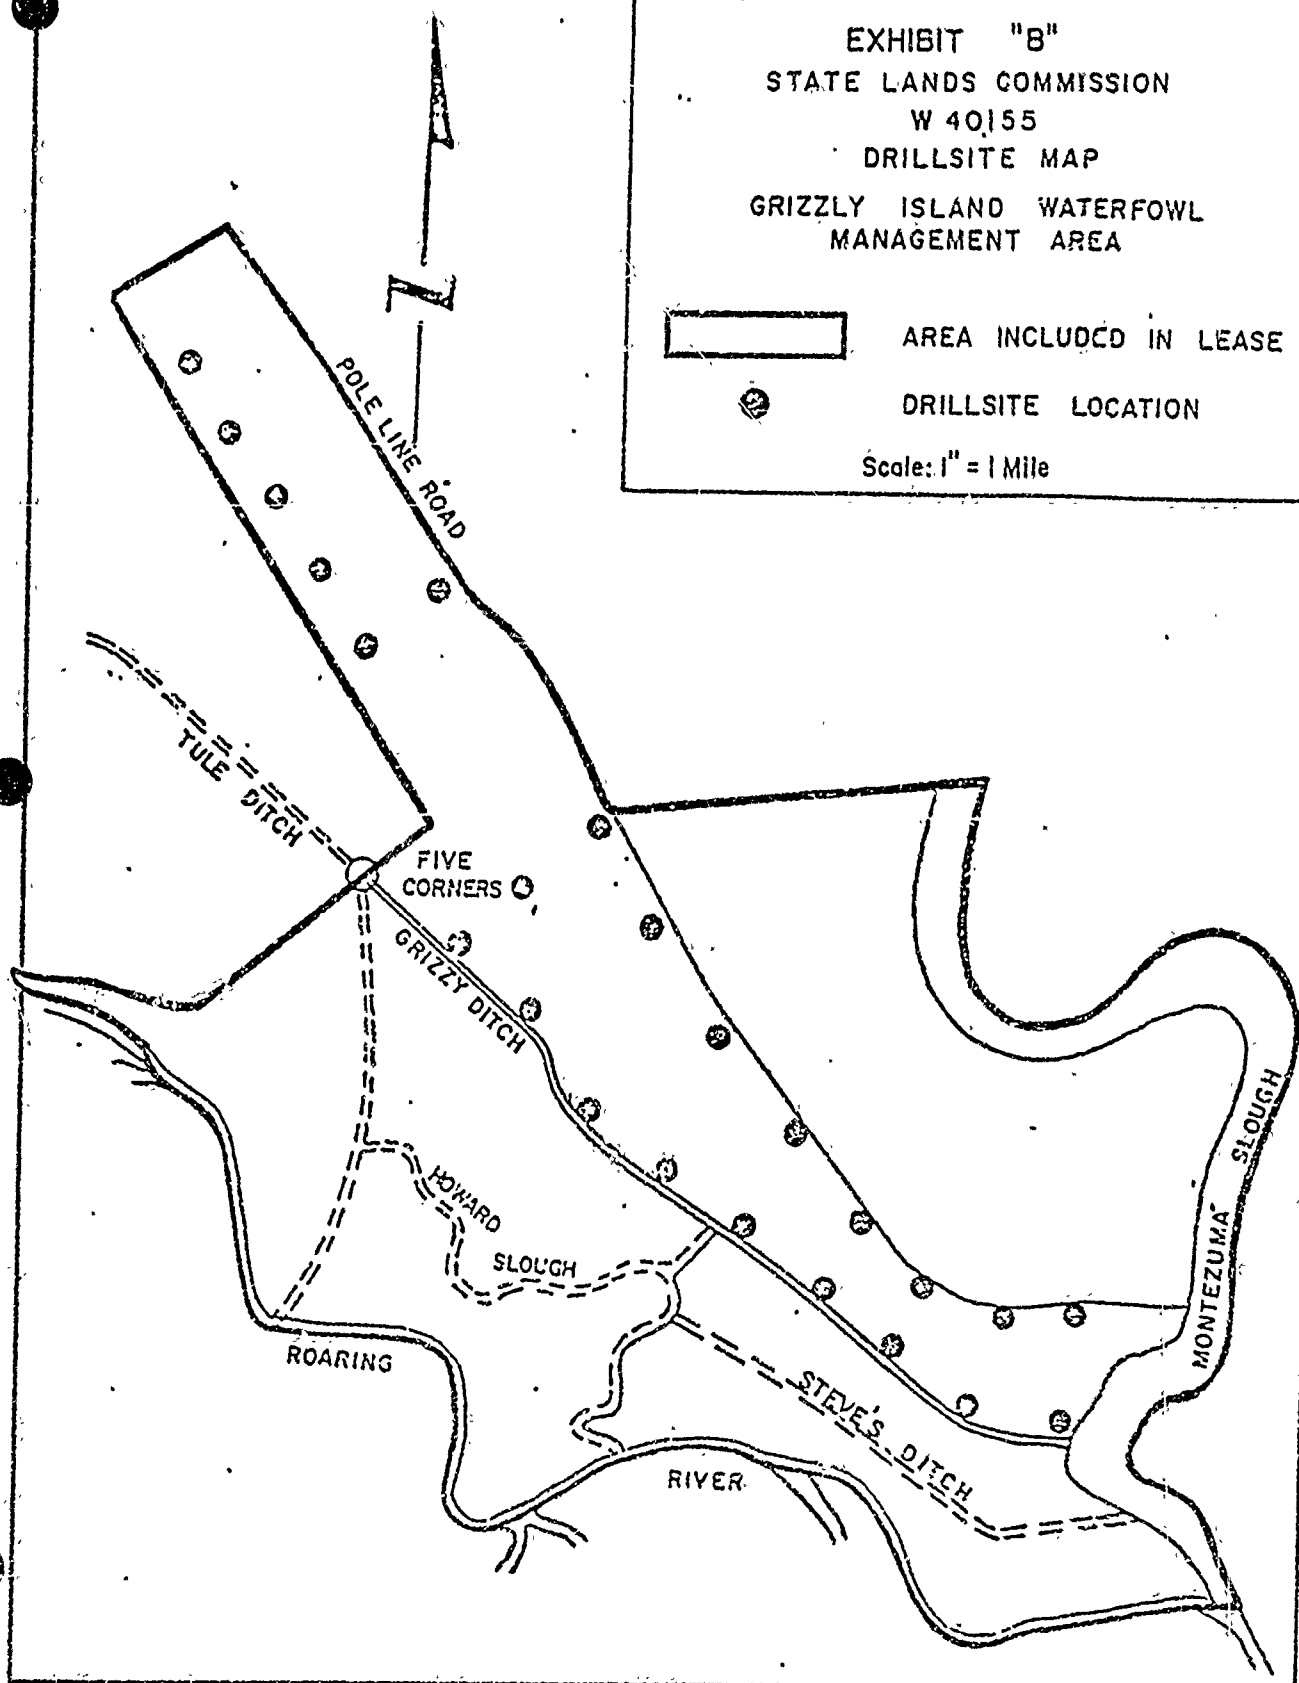 EXHIBIT "B"
STATE LANDS COMMISSION
W 40155
DRILLSITE MAP
GRIZZLY ISLAND WATERFOWL
MANAGEMENT AREA
AREA INCLUDED IN LEASE
DRILLSITE LOCATION
Scale: 1" = 1 Mile
N
POLE LINE ROAD
TULE DITCH
FIVE
CORNERS
GRIZZY DITCH
HOWARD
SLOUGH
MONTEZUMA SLOUGH
ROARING
STEVE'S DITCH
RIVER